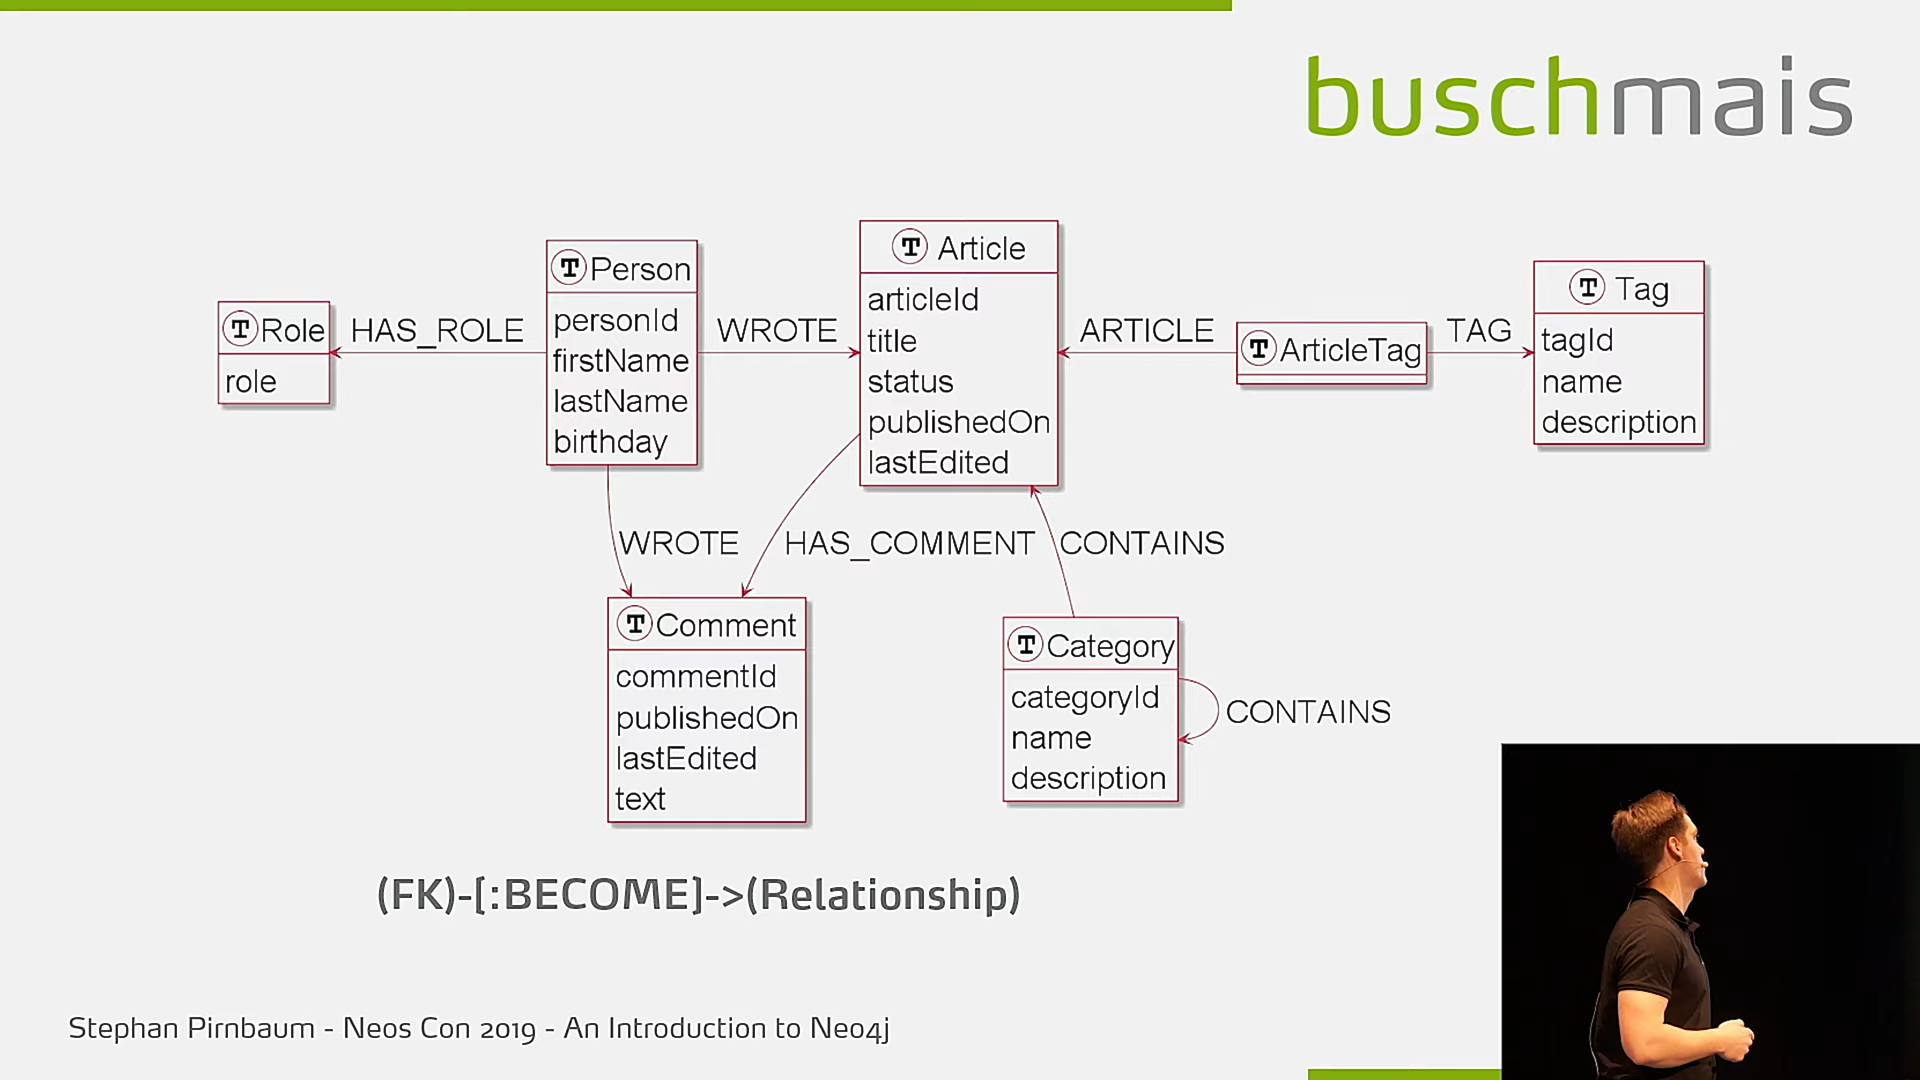 buschmais
T Role
role
HAS_ROLE
T Person
personId
firstName
lastName
birthday
WROTE
T Article
articleId
title
status
publishedOn
lastEdited
ARTICLE
T ArticleTag
TAG
T Tag
tagId
name
description
WROTE
HAS_COMMENT
CONTAINS
T Comment
commentId
publishedOn
lastEdited
text
T Category
categoryId
name
description
CONTAINS
(FK)-[:BECOME]->(Relationship)
Stephan Pirnbaum - Neos Con 2019 - An Introduction to Neo4j